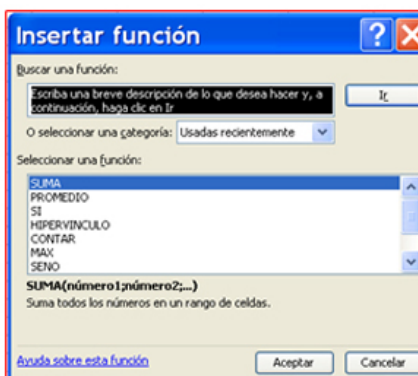 Insertar función
Buscar una función:
Escriba una breve descripción de lo que desea hacer y, a
continuación, haga clic en Ir
Ir
O seleccionar una categoría: Usadas recientemente
Seleccionar una función:
SUMA
PROMEDIO
SI
HIPERVINCULO
CONTAR
MAX
SENO
SUMA(número1;número2;...)
Suma todos los números en un rango de celdas.
Ayuda sobre esta función
Aceptar
Cancelar